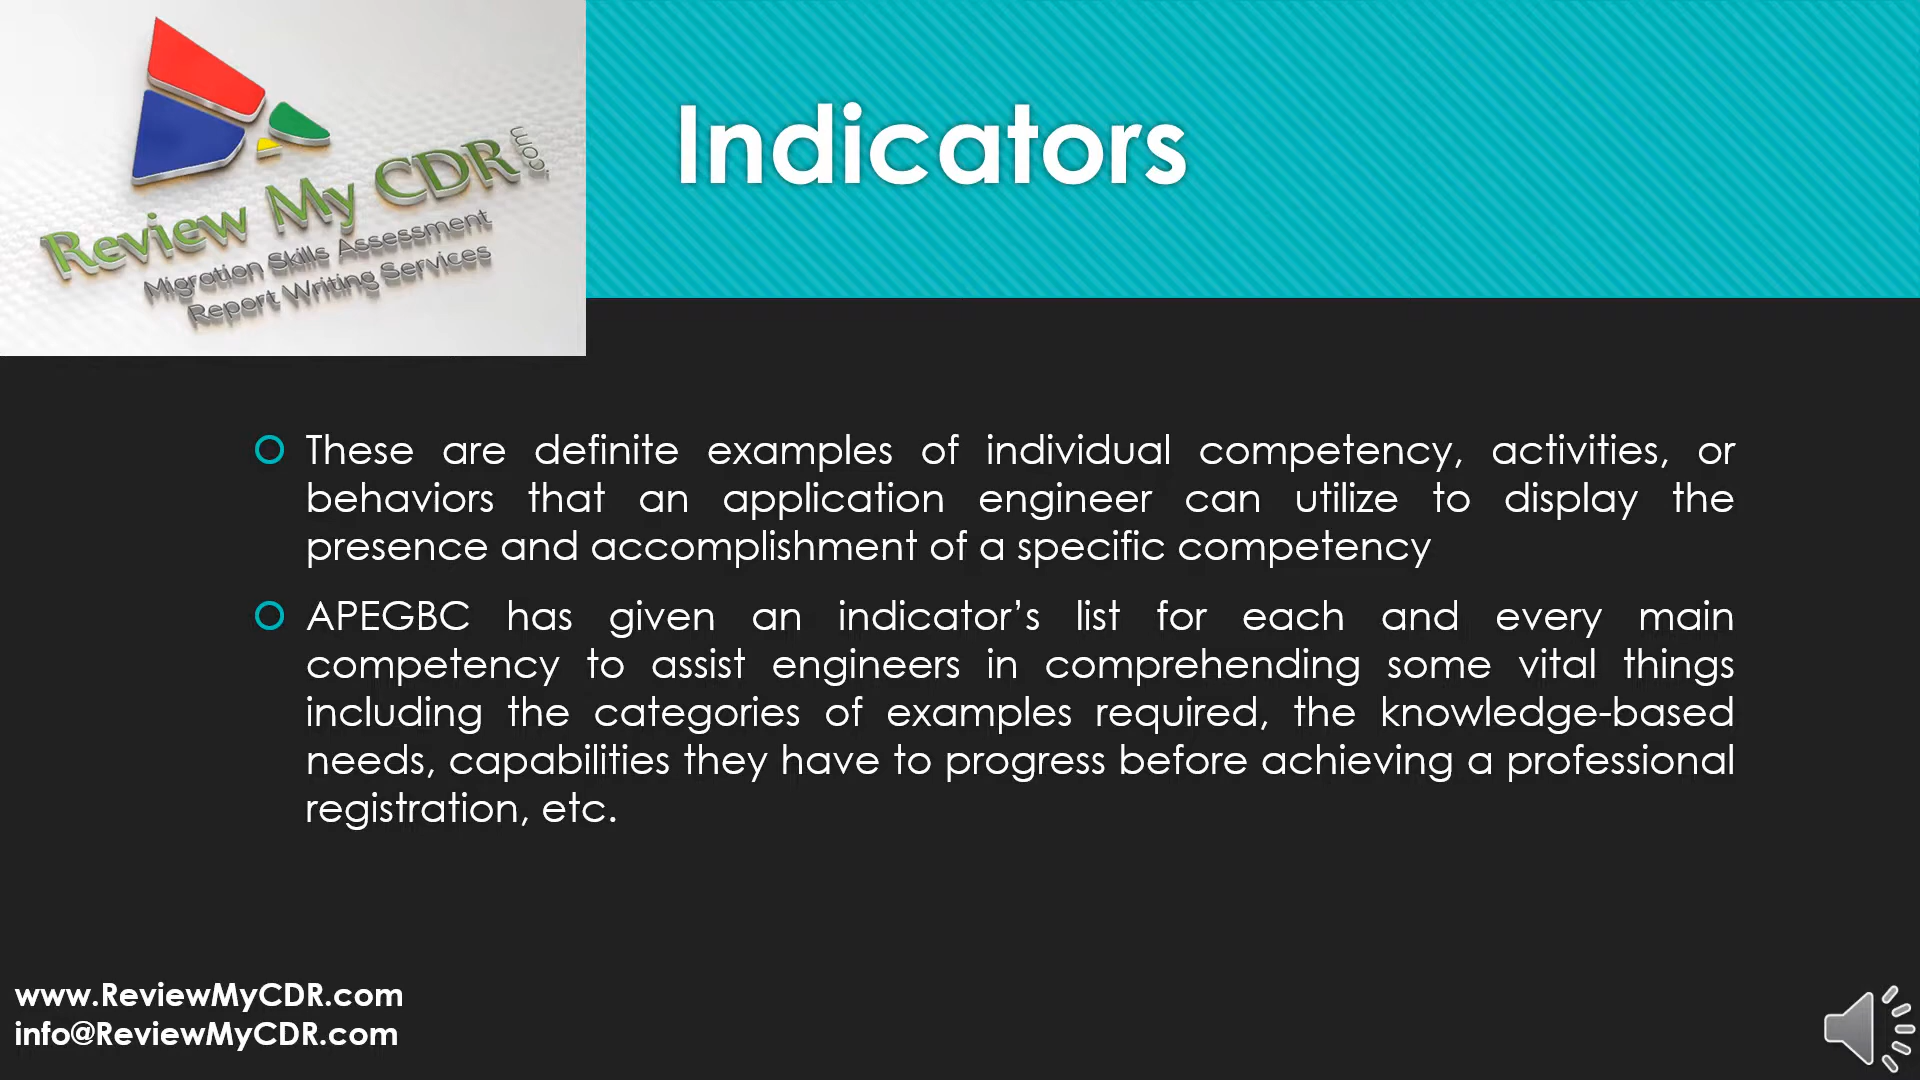 Review My CDR.com
Migration Skills Assessment
Report Writing Services
Indicators
These are definite examples of individual competency, activities, or
behaviors that an application engineer can utilize to display the
presence and accomplishment of a specific competency
APEGBC has given an indicator’s list for each and every main
competency to assist engineers in comprehending some vital things
including the categories of examples required, the knowledge-based
needs, capabilities they have to progress before achieving a professional
registration, etc.
www.ReviewMyCDR.com
info@ReviewMyCDR.com